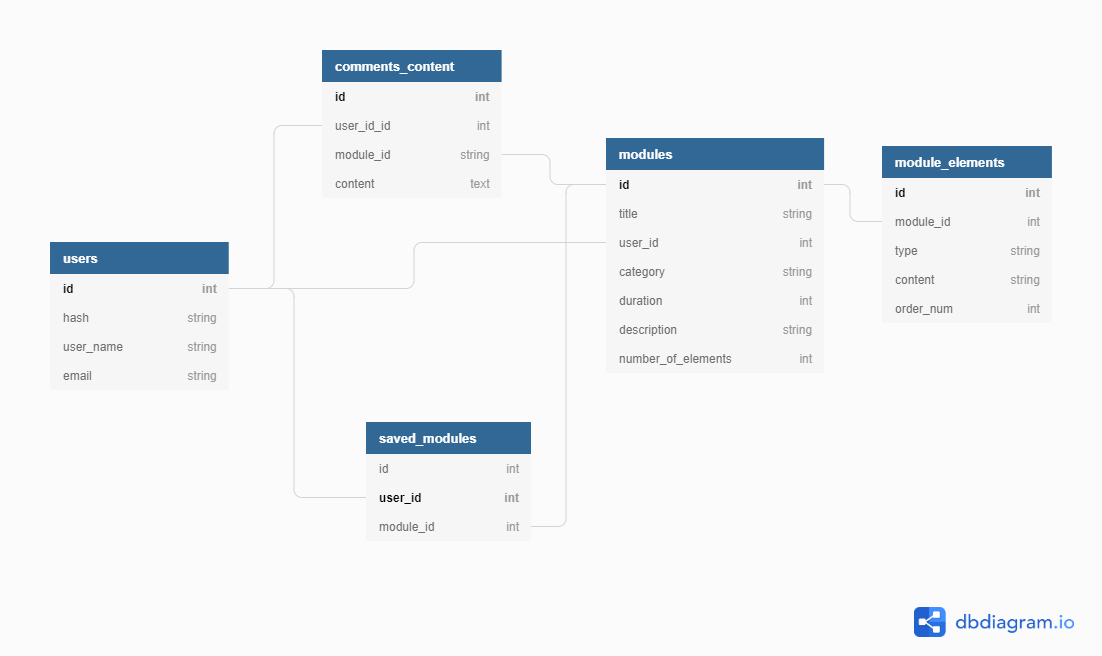 comments_content
id int
user_id_id int
module_id string
content text
modules
id int
title string
user_id int
category string
duration int
description string
number_of_elements int
module_elements
id int
module_id int
type string
content string
order_num int
users
id int
hash string
user_name string
email string
saved_modules
id int
user_id int
module_id int
dbdiagram.io